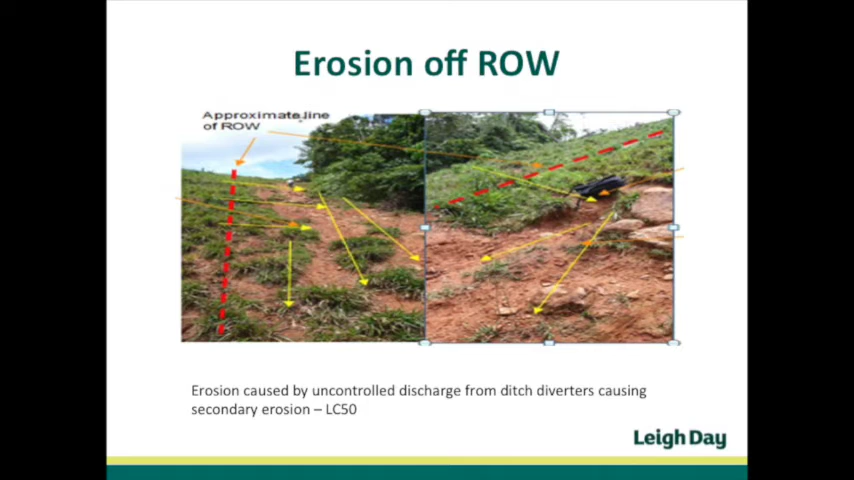 Erosion off ROW
Approximate line
of ROW
Erosion caused by uncontrolled discharge from ditch diverters causing
secondary erosion – LC50
Leigh Day